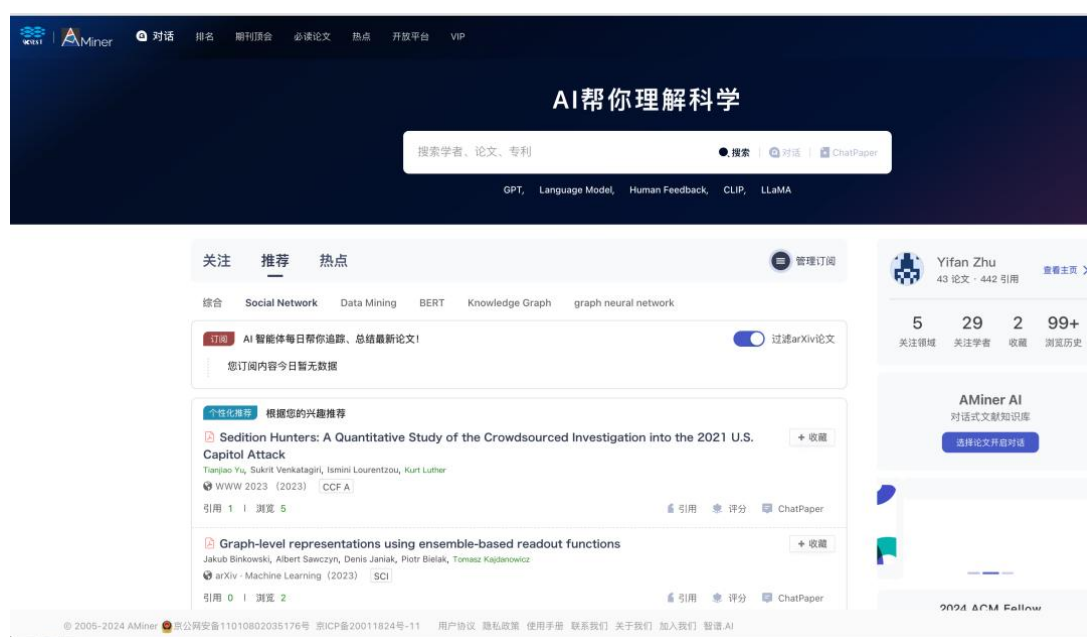 AMiner 对话 排名 期刊顶会 必读论文 热点 开放平台 VIP
AI帮你理解科学
搜索学者、论文、专利 搜索 对话 ChatPaper
GPT, Language Model, Human Feedback, CLIP, LLaMA
关注 推荐 热点 管理订阅
综合 Social Network Data Mining BERT Knowledge Graph graph neural network
订阅 AI 智能体每日帮你追踪、总结最新论文! 过滤arXiv论文
您订阅内容今日暂无数据
个性化推荐 根据您的兴趣推荐
Sedition Hunters: A Quantitative Study of the Crowdsourced Investigation into the 2021 U.S. + 收藏
Capitol Attack
Tianjiao Yu, Sukrit Venkatagiri, Ismini Lourentzou, Kurt Luther
WWW 2023 (2023) CCF A
引用 1 | 浏览 5 引用 评分 ChatPaper
Graph-level representations using ensemble-based readout functions + 收藏
Jakub Binkowski, Albert Sawczyn, Denis Janiak, Piotr Bielak, Tomasz Kajdanowicz
arXiv - Machine Learning (2023) SCI
引用 0 | 浏览 2 引用 评分 ChatPaper
Yifan Zhu
43 论文 · 442 引用 查看主页
5 29 2 99+
关注领域 关注学者 收藏 浏览历史
AMiner AI
对话式文献知识库
选择论文开启对话
2024 ACM Fellow
© 2005-2024 AMiner 京公网安备11010802035176号 京ICP备20011824号-11 用户协议 隐私政策 使用手册 联系我们 关于我们 加入我们 智谱.AI